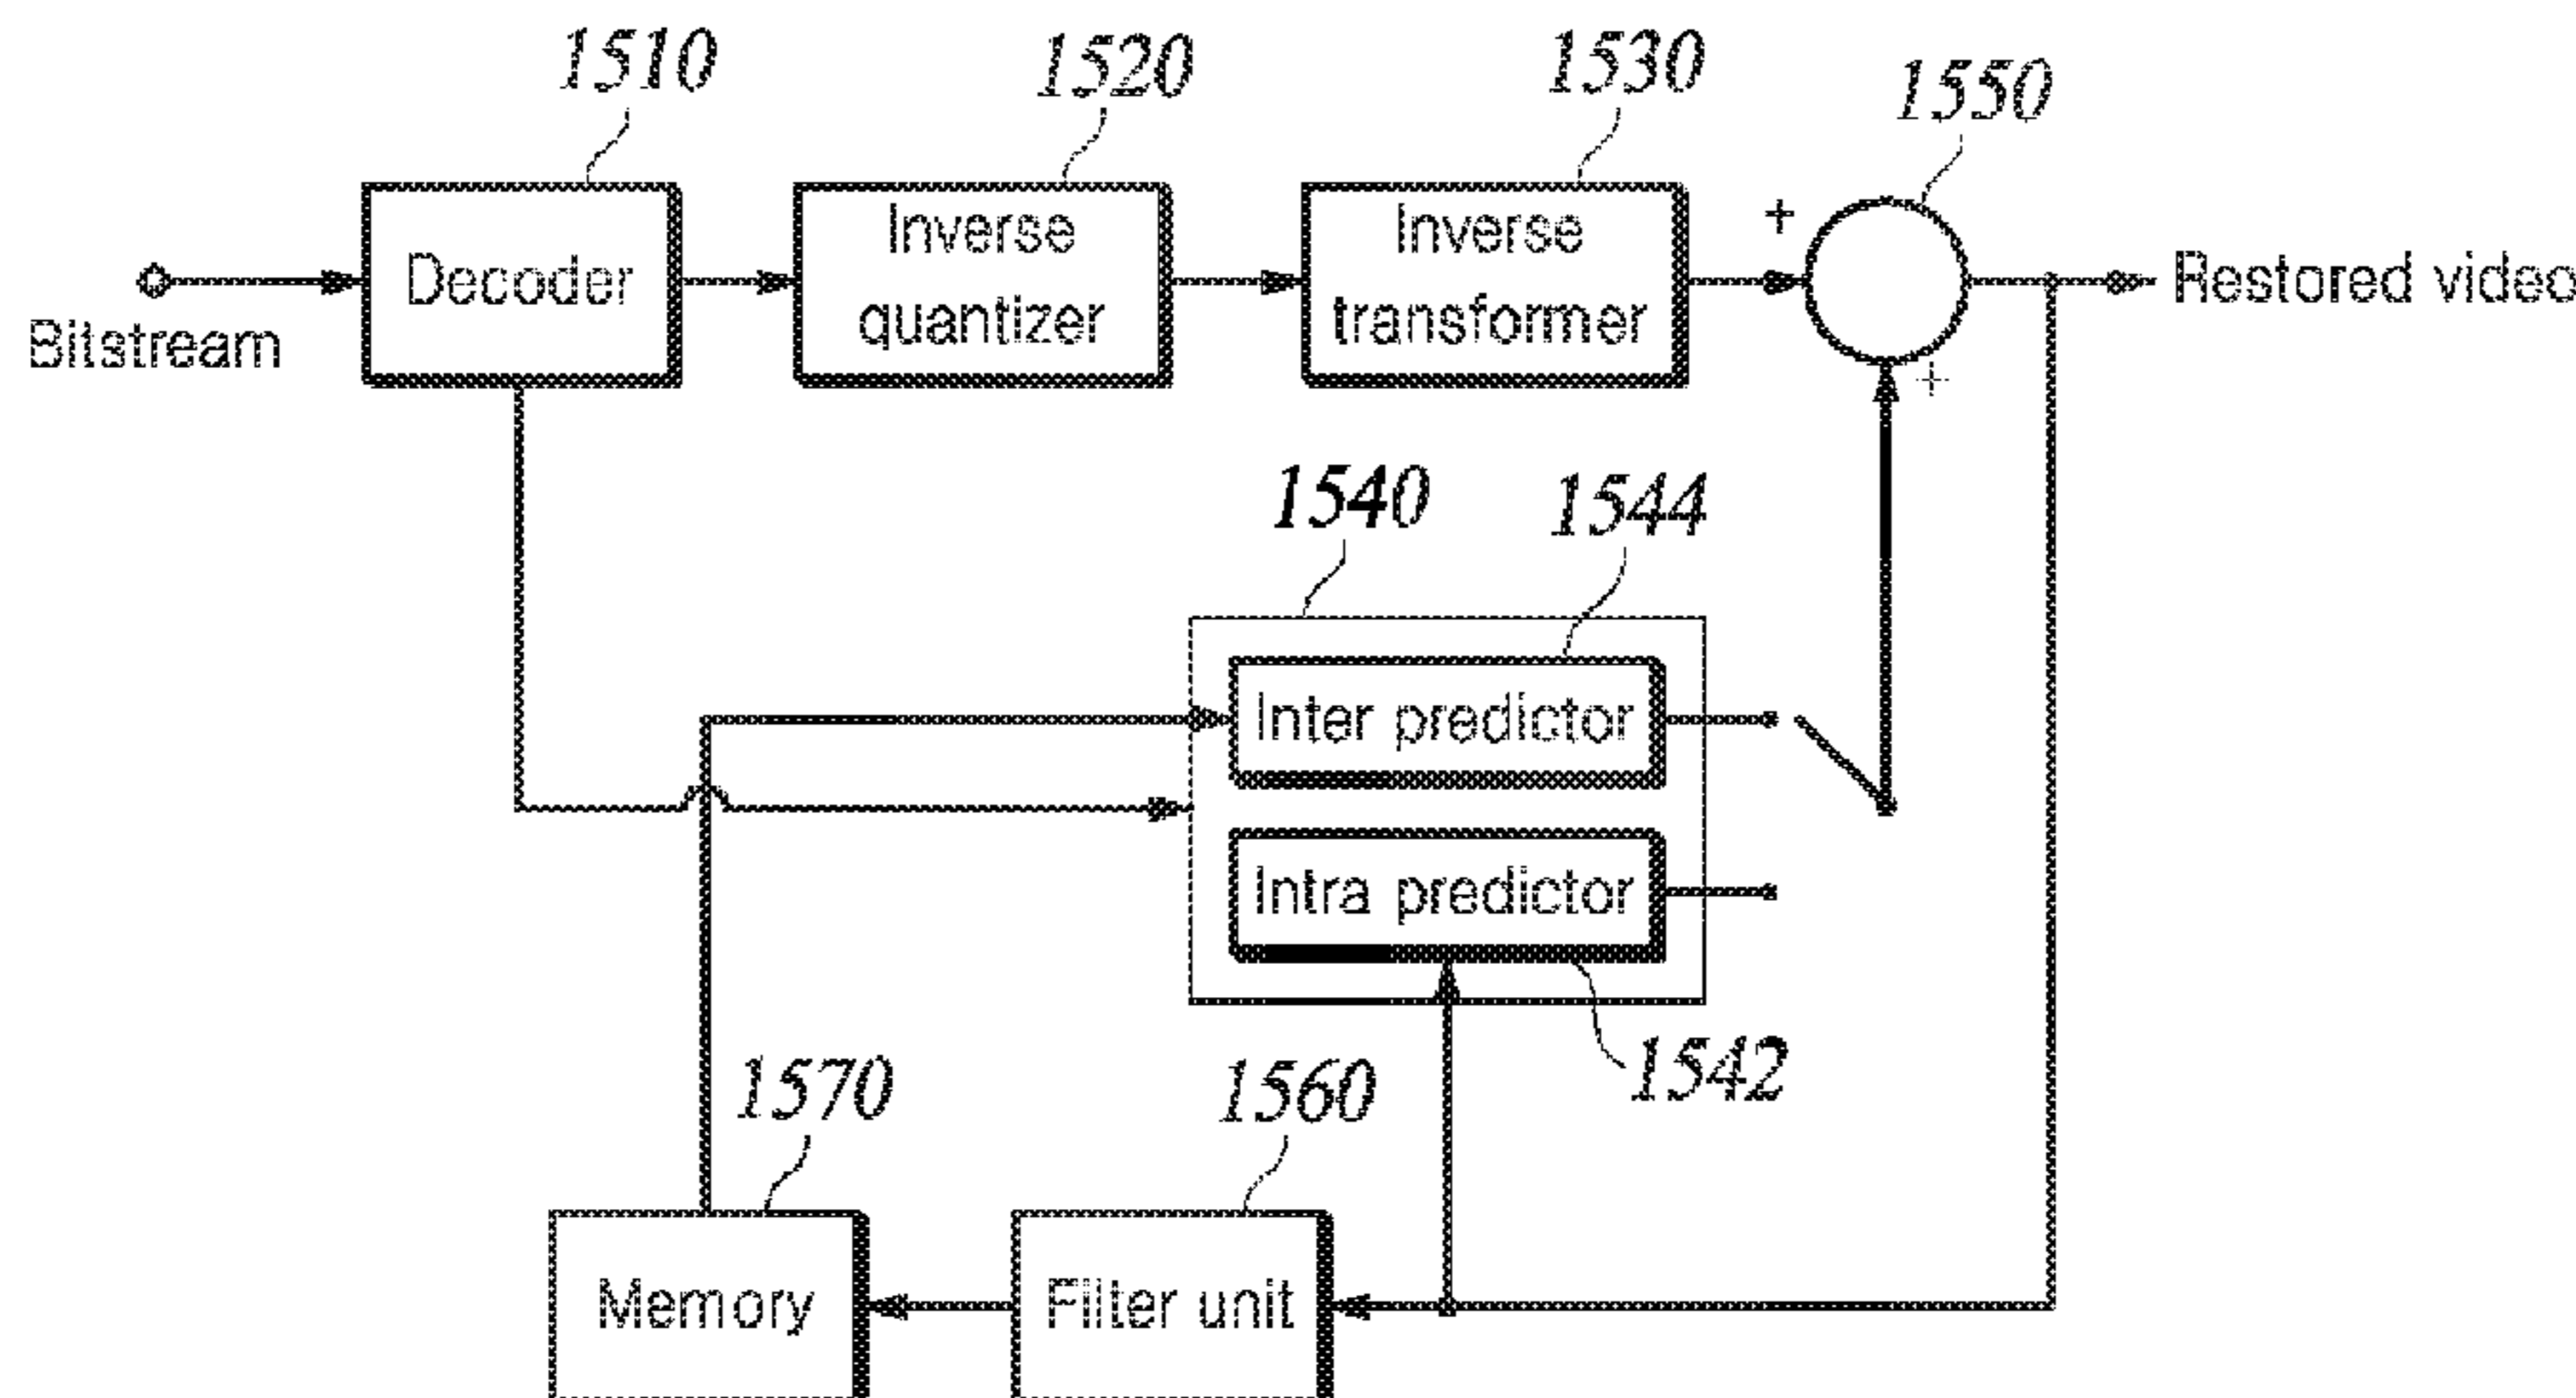 1510
1520
1530
1550
Decoder
Inverse
quantizer
Inverse
transformer
+
Restored video
Bitstream
+
1540
1544
Inter predictor
Intra predictor
1542
1570
1560
Memory
Filter unit